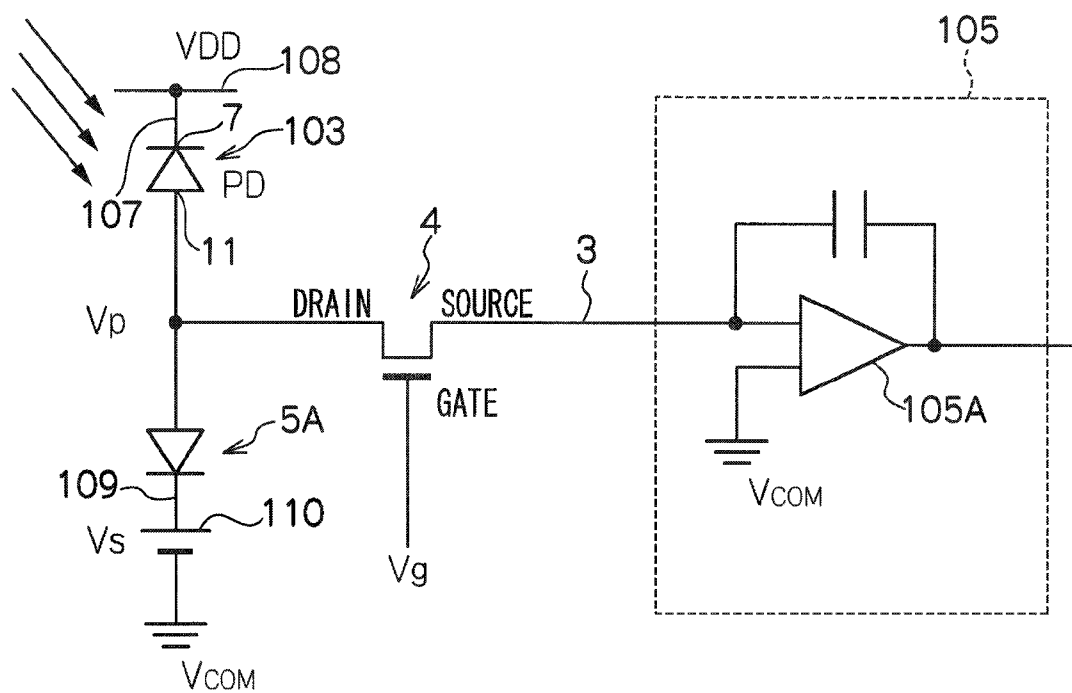 105
VDD
108
7
103
PD
107
11
4
3
DRAIN
SOURCE
Vp
GATE
105A
5A
109
110
VCOM
Vs
Vg
VCOM